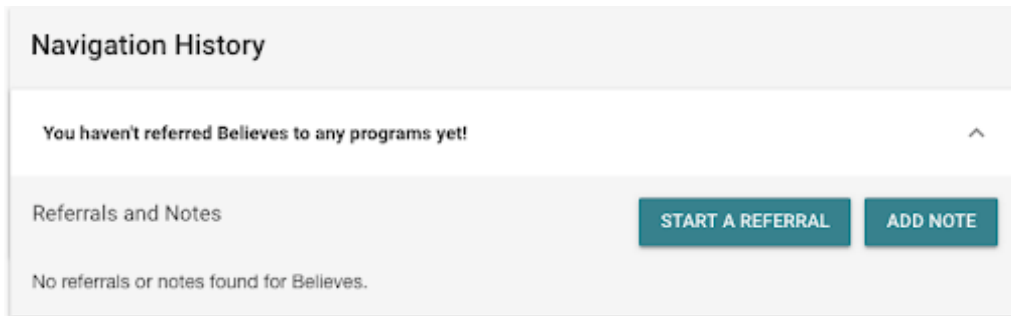 Navigation History
You haven't referred Believes to any programs yet!
Referrals and Notes
START A REFERRAL
ADD NOTE
No referrals or notes found for Believes.